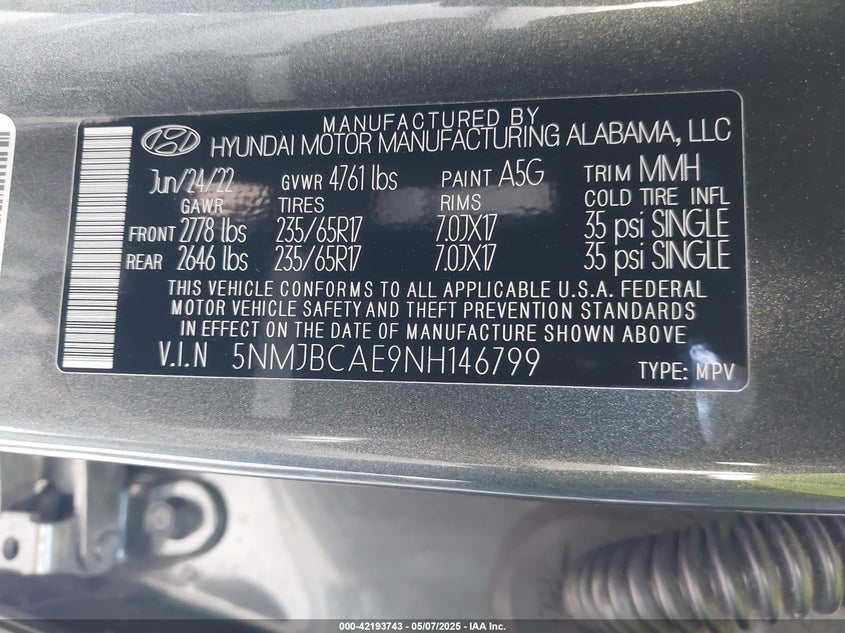 MANUFACTURED BY
HYUNDAI MOTOR MANUFACTURING ALABAMA, LLC
Jun/24/22 GVWR 4761 lbs PAINT A5G TRIM MMH
GAWR TIRES RIMS COLD TIRE INFL
FRONT 2778 lbs 235/65R17 7.0JX17 35 psi SINGLE
REAR 2646 lbs 235/65R17 7.0JX17 35 psi SINGLE
THIS VEHICLE CONFORMS TO ALL APPLICABLE U.S.A. FEDERAL
MOTOR VEHICLE SAFETY AND THEFT PREVENTION STANDARDS
IN EFFECT ON THE DATE OF MANUFACTURE SHOWN ABOVE
V.I.N 5NMJBCAE9NH146799 TYPE: MPV
000-42193743 - 05/07/2025 - IAA Inc.